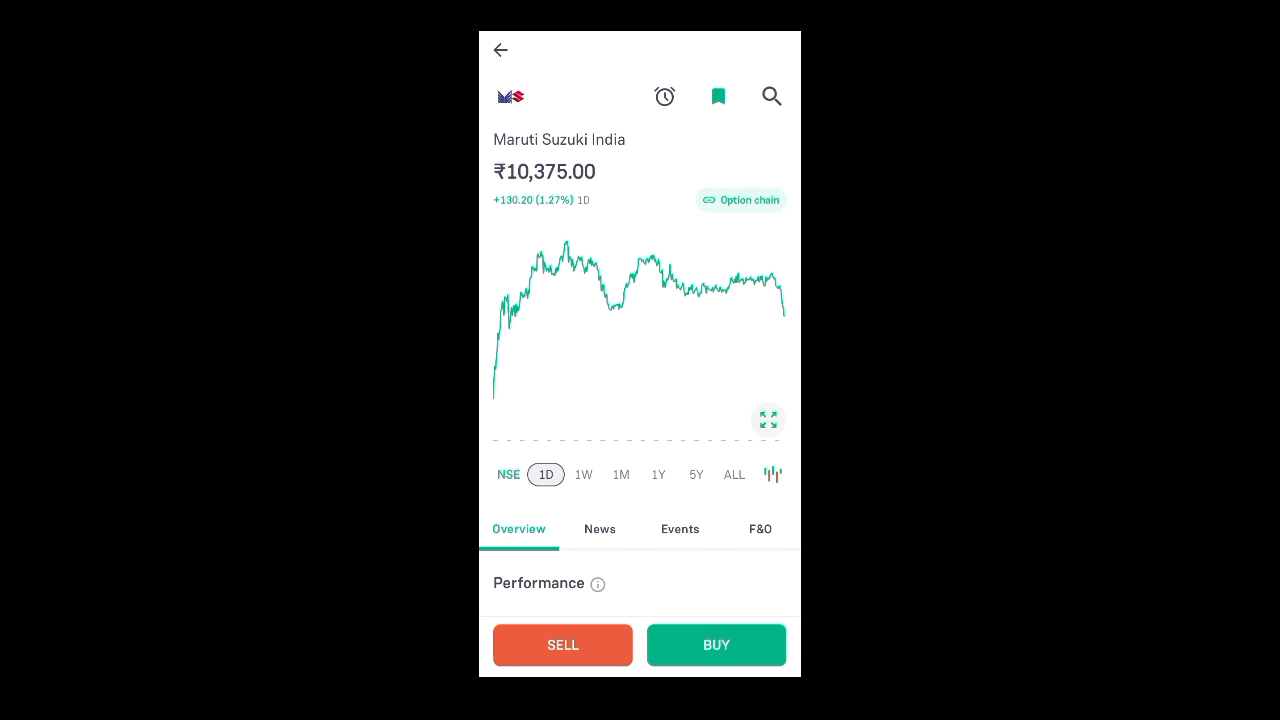 Maruti Suzuki India
₹10,375.00
+130.20 (1.27%) 1D
Option chain
NSE 1D 1W 1M 1Y 5Y ALL
Overview News Events F&O
Performance
SELL BUY